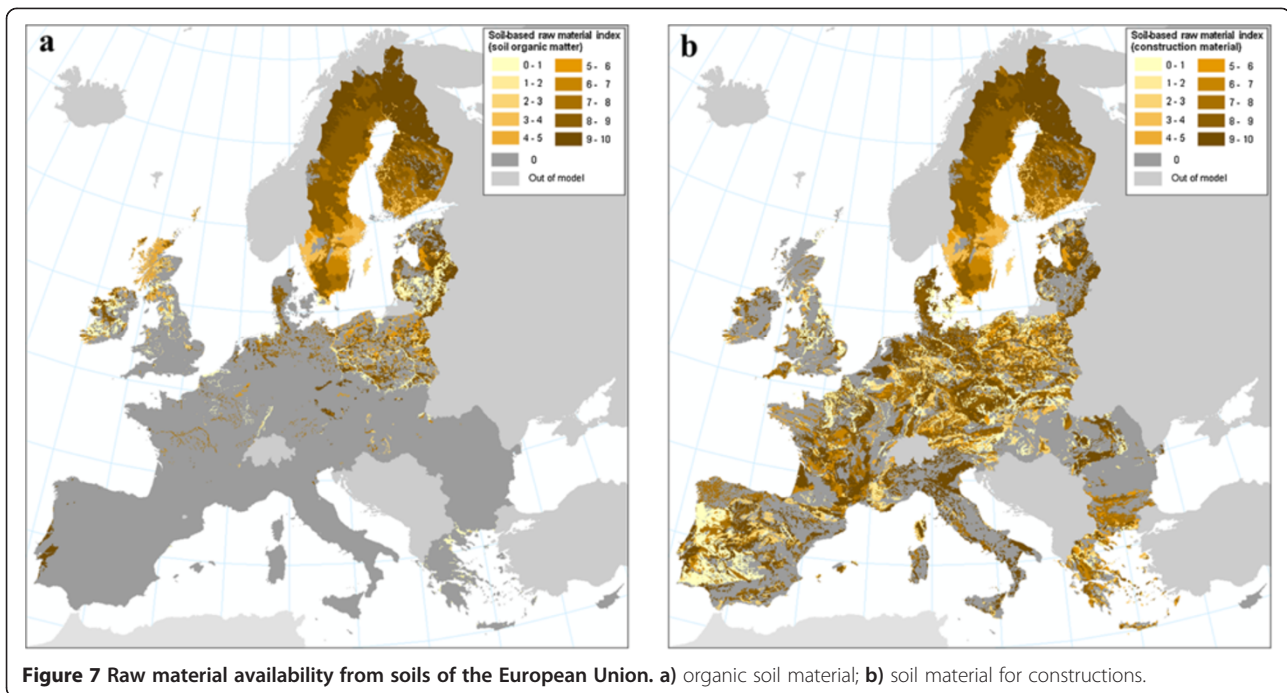 a
Soil-based raw material index
(soil organic matter)
0 - 1 5 - 6
1 - 2 6 - 7
2 - 3 7 - 8
3 - 4 8 - 9
4 - 5 9 - 10
0
Out of model
b
Soil-based raw material index
(construction material)
0 - 1 5 - 6
1 - 2 6 - 7
2 - 3 7 - 8
3 - 4 8 - 9
4 - 5 9 - 10
0
Out of model
Figure 7 Raw material availability from soils of the European Union. a) organic soil material; b) soil material for constructions.